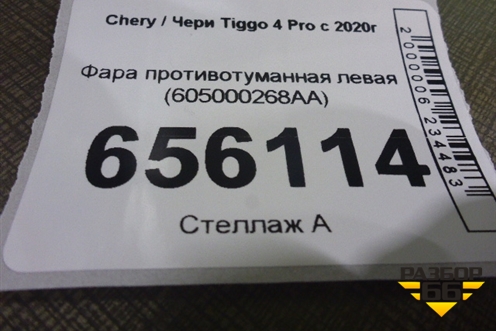 Chery / Чери Tiggo 4 Pro с 2020г
Фара противотуманная левая
(605000268AA)
656114
Стеллаж А
2000006234483
РАЗБОР
66